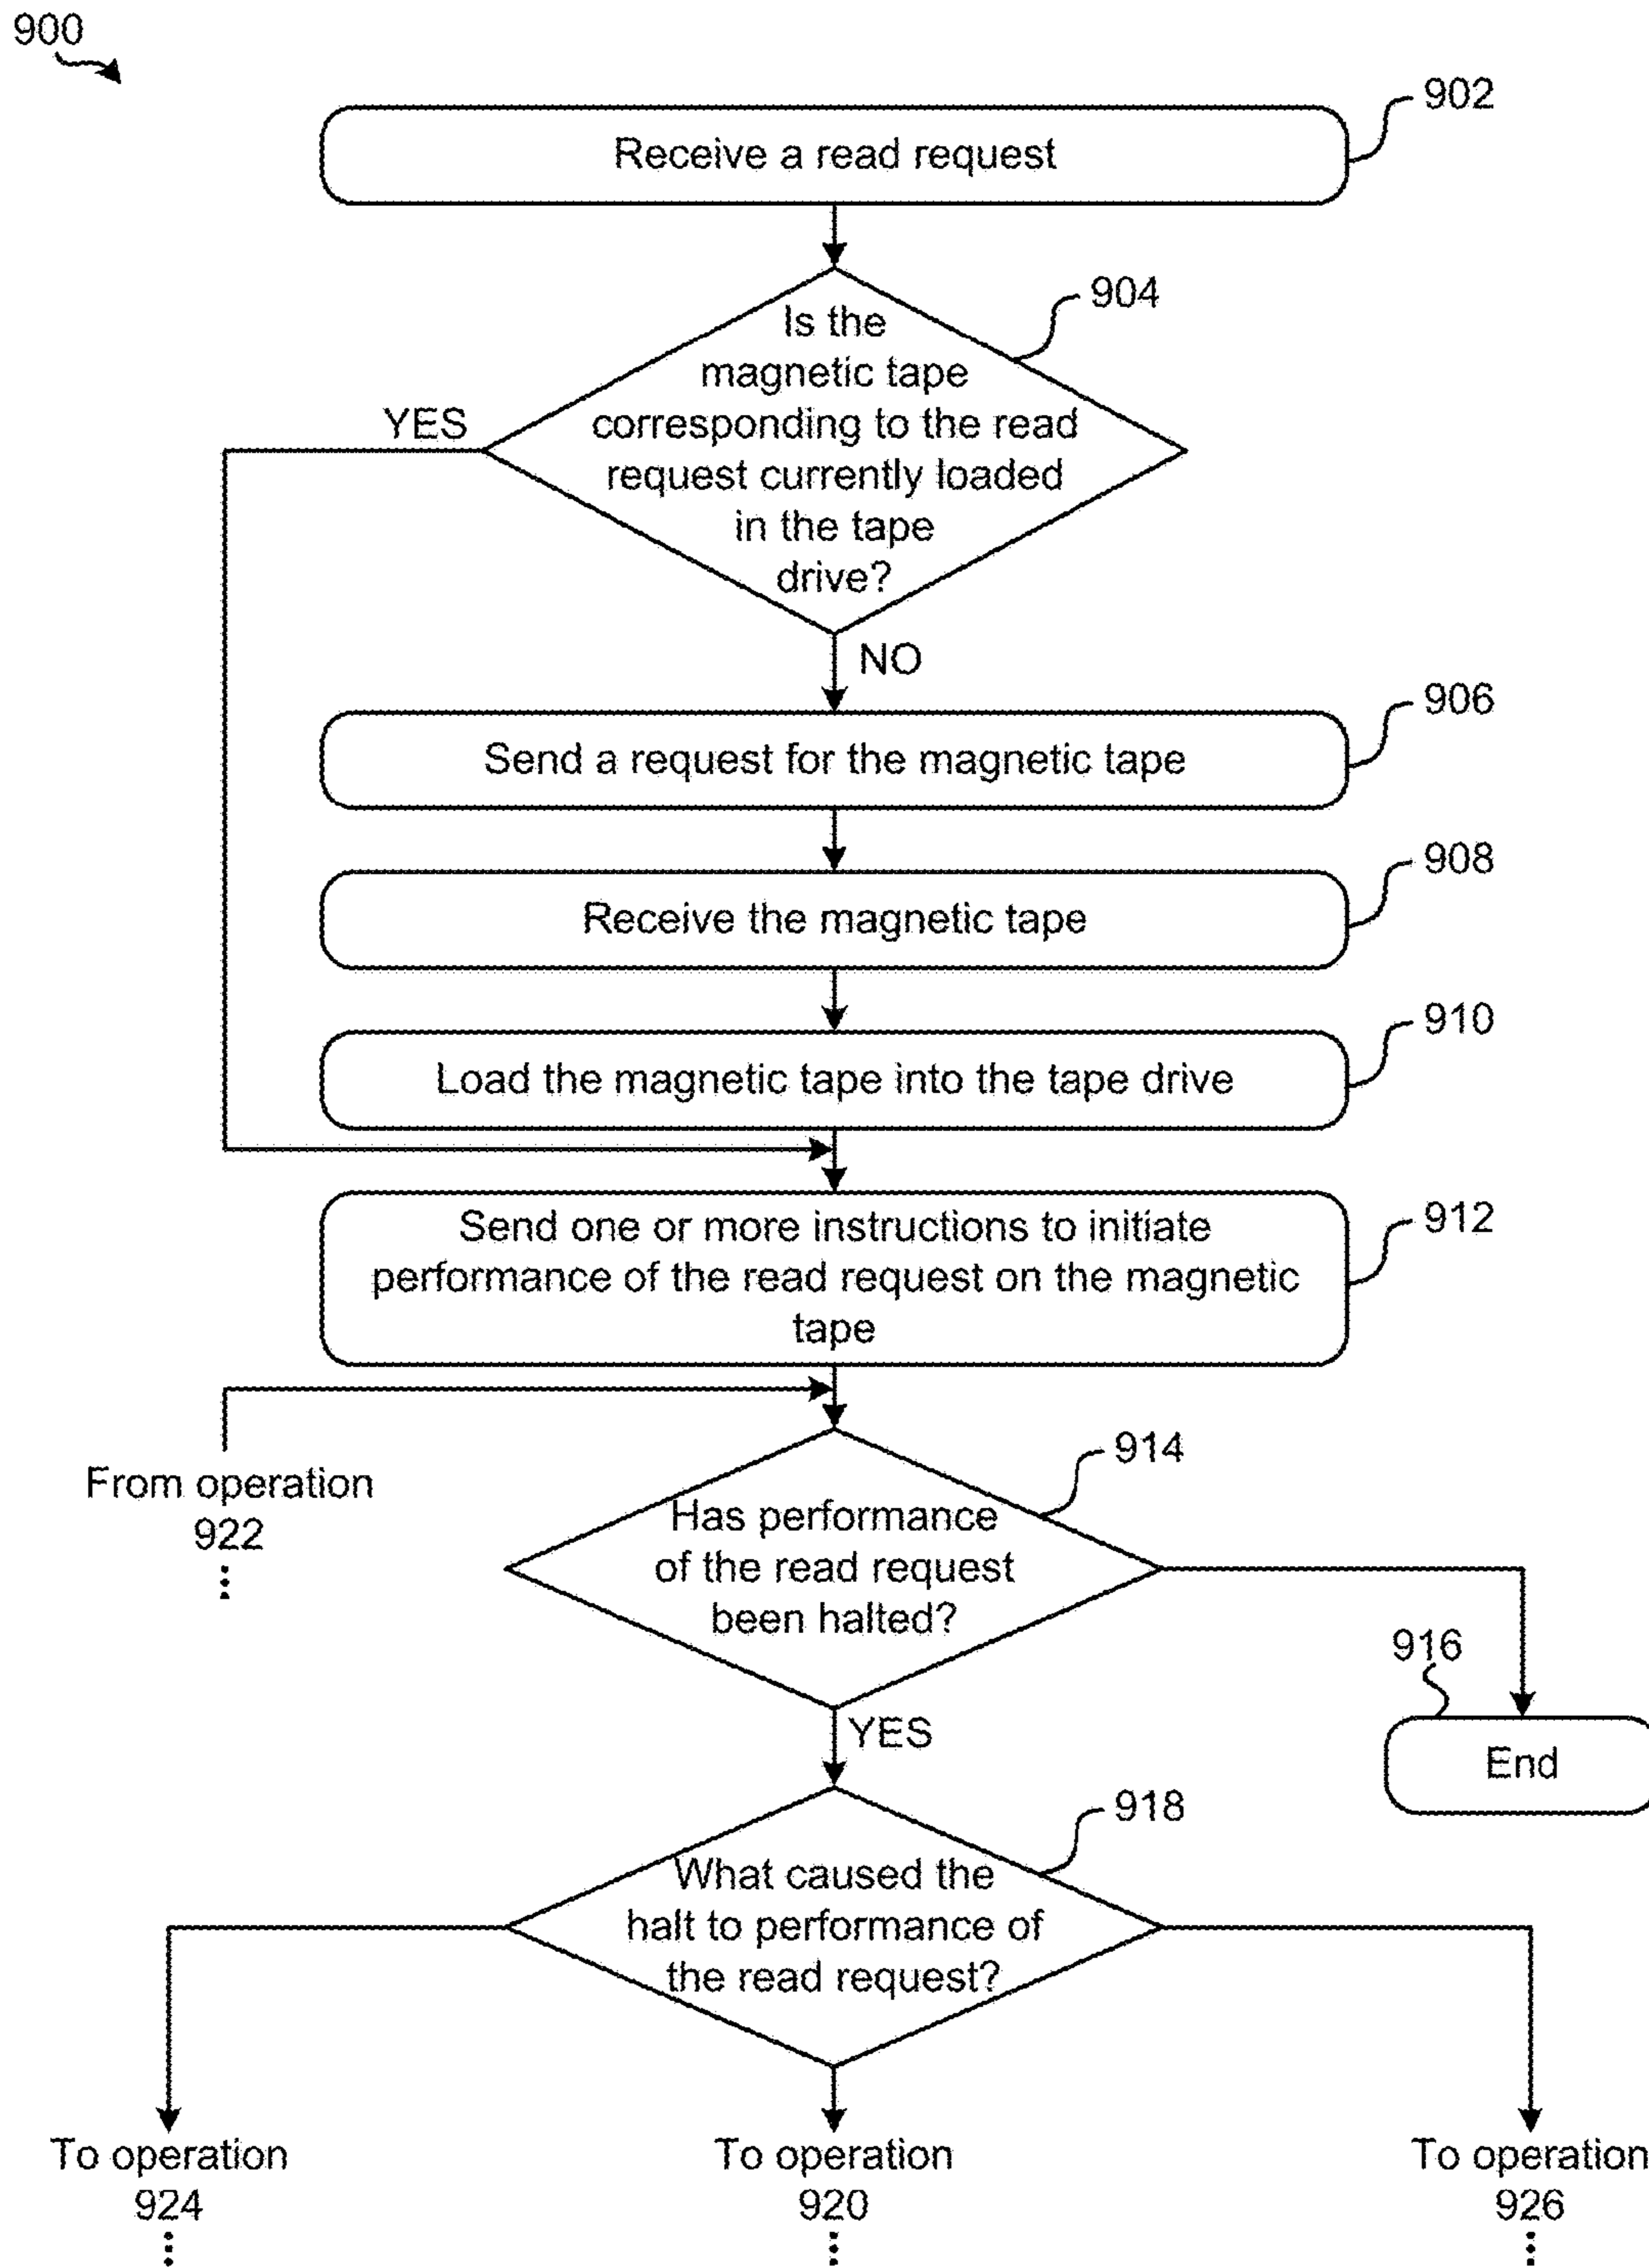 900
902
Receive a read request
904
Is the
magnetic tape
corresponding to the read
request currently loaded
in the tape
drive?
YES
NO
906
Send a request for the magnetic tape
908
Receive the magnetic tape
910
Load the magnetic tape into the tape drive
912
Send one or more instructions to initiate
performance of the read request on the magnetic
tape
From operation
922
⋮
914
Has performance
of the read request
been halted?
916
End
YES
918
What caused the
halt to performance of
the read request?
To operation
924
⋮
To operation
920
⋮
To operation
926
⋮